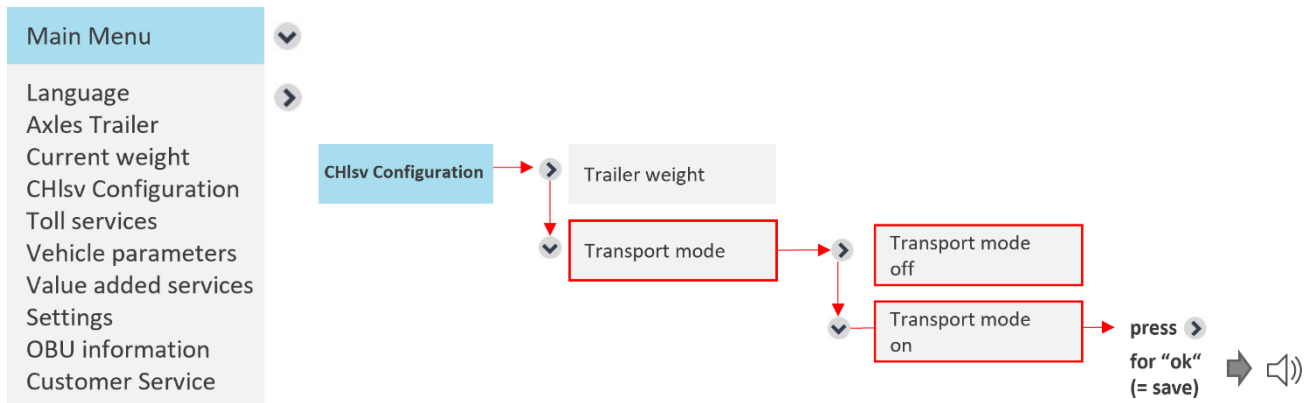 Main Menu
Language
Axles Trailer
Current weight
CHlsv Configuration
Toll services
Vehicle parameters
Value added services
Settings
OBU information
Customer Service
CHlsv Configuration
Trailer weight
Transport mode
Transport mode
off
Transport mode
on
press
for “ok“
(= save)